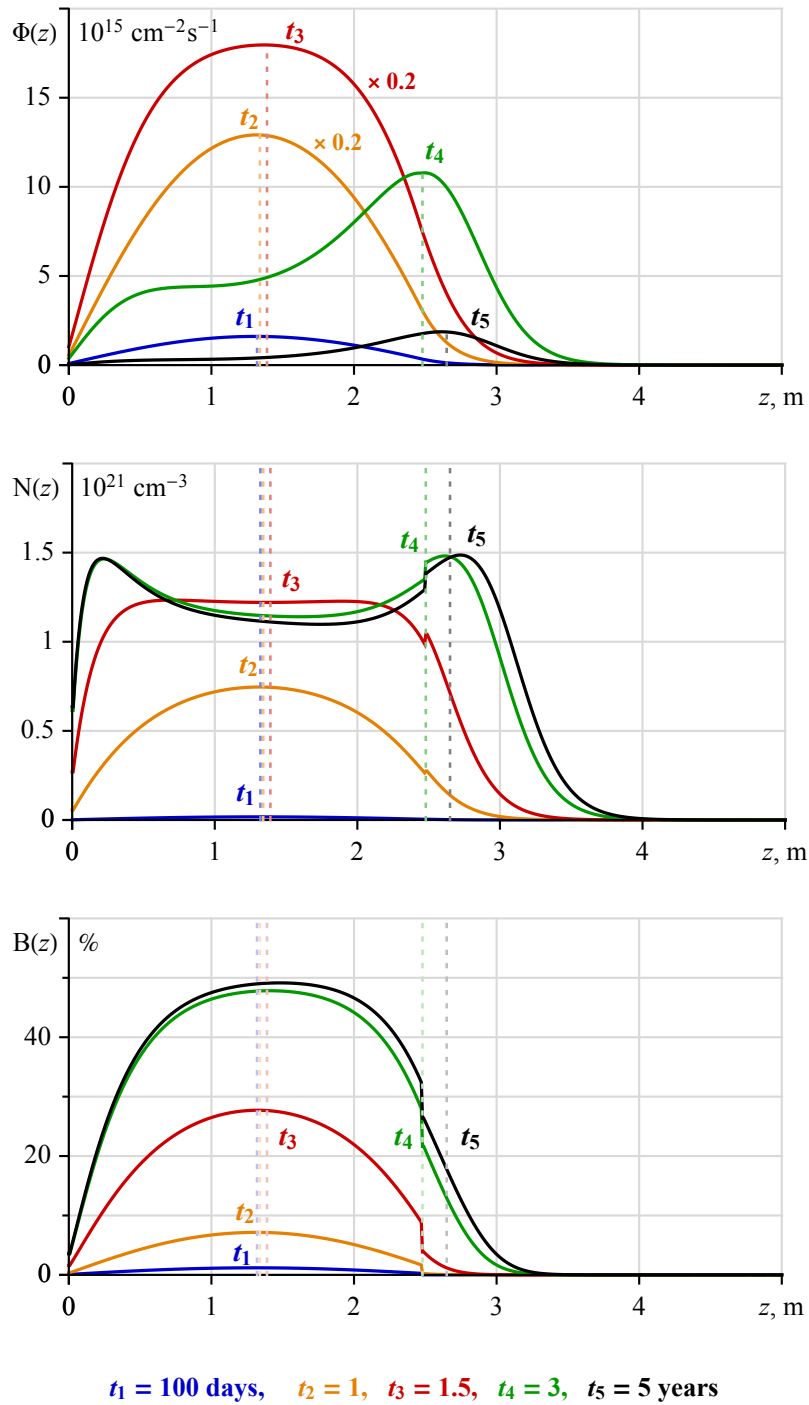 Φ(z) 10¹⁵ cm⁻²s⁻¹
t₃
15
× 0.2
t₂
× 0.2
t₄
10
5
t₁
t₅
0
0 1 2 3 4 z, m
N(z) 10²¹ cm⁻³
t₄ t₅
1.5
t₃
1
t₂
0.5
t₁
0
0 1 2 3 4 z, m
B(z) %
40
t₃ t₄ t₅
20
t₂
t₁
0
0 1 2 3 4 z, m
t₁ = 100 days, t₂ = 1, t₃ = 1.5, t₄ = 3, t₅ = 5 years